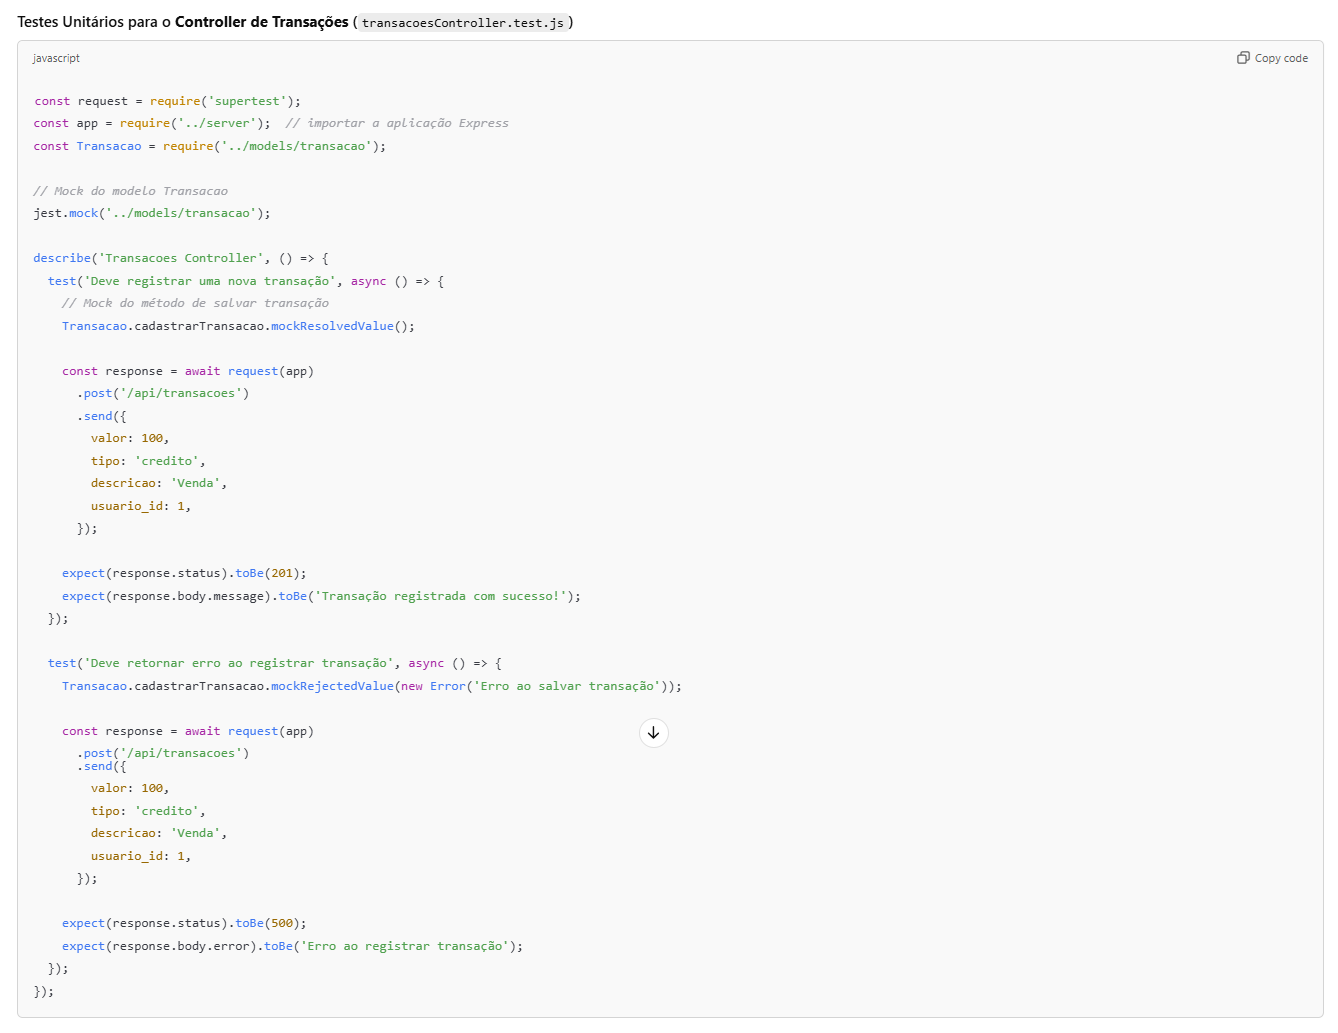 Testes Unitários para o Controller de Transações (transacoesController.test.js)
javascript
Copy code
const request = require('supertest');
const app = require('../server');  // importar a aplicação Express
const Transacao = require('../models/transacao');
// Mock do modelo Transacao
jest.mock('../models/transacao');
describe('Transacoes Controller', () => {
  test('Deve registrar uma nova transação', async () => {
    // Mock do método de salvar transação
    Transacao.cadastrarTransacao.mockResolvedValue();
    const response = await request(app)
      .post('/api/transacoes')
      .send({
        valor: 100,
        tipo: 'credito',
        descricao: 'Venda',
        usuario_id: 1,
      });
    expect(response.status).toBe(201);
    expect(response.body.message).toBe('Transação registrada com sucesso!');
  });
  test('Deve retornar erro ao registrar transação', async () => {
    Transacao.cadastrarTransacao.mockRejectedValue(new Error('Erro ao salvar transação'));
    const response = await request(app)
      .post('/api/transacoes')
      .send({
        valor: 100,
        tipo: 'credito',
        descricao: 'Venda',
        usuario_id: 1,
      });
    expect(response.status).toBe(500);
    expect(response.body.error).toBe('Erro ao registrar transação');
  });
});